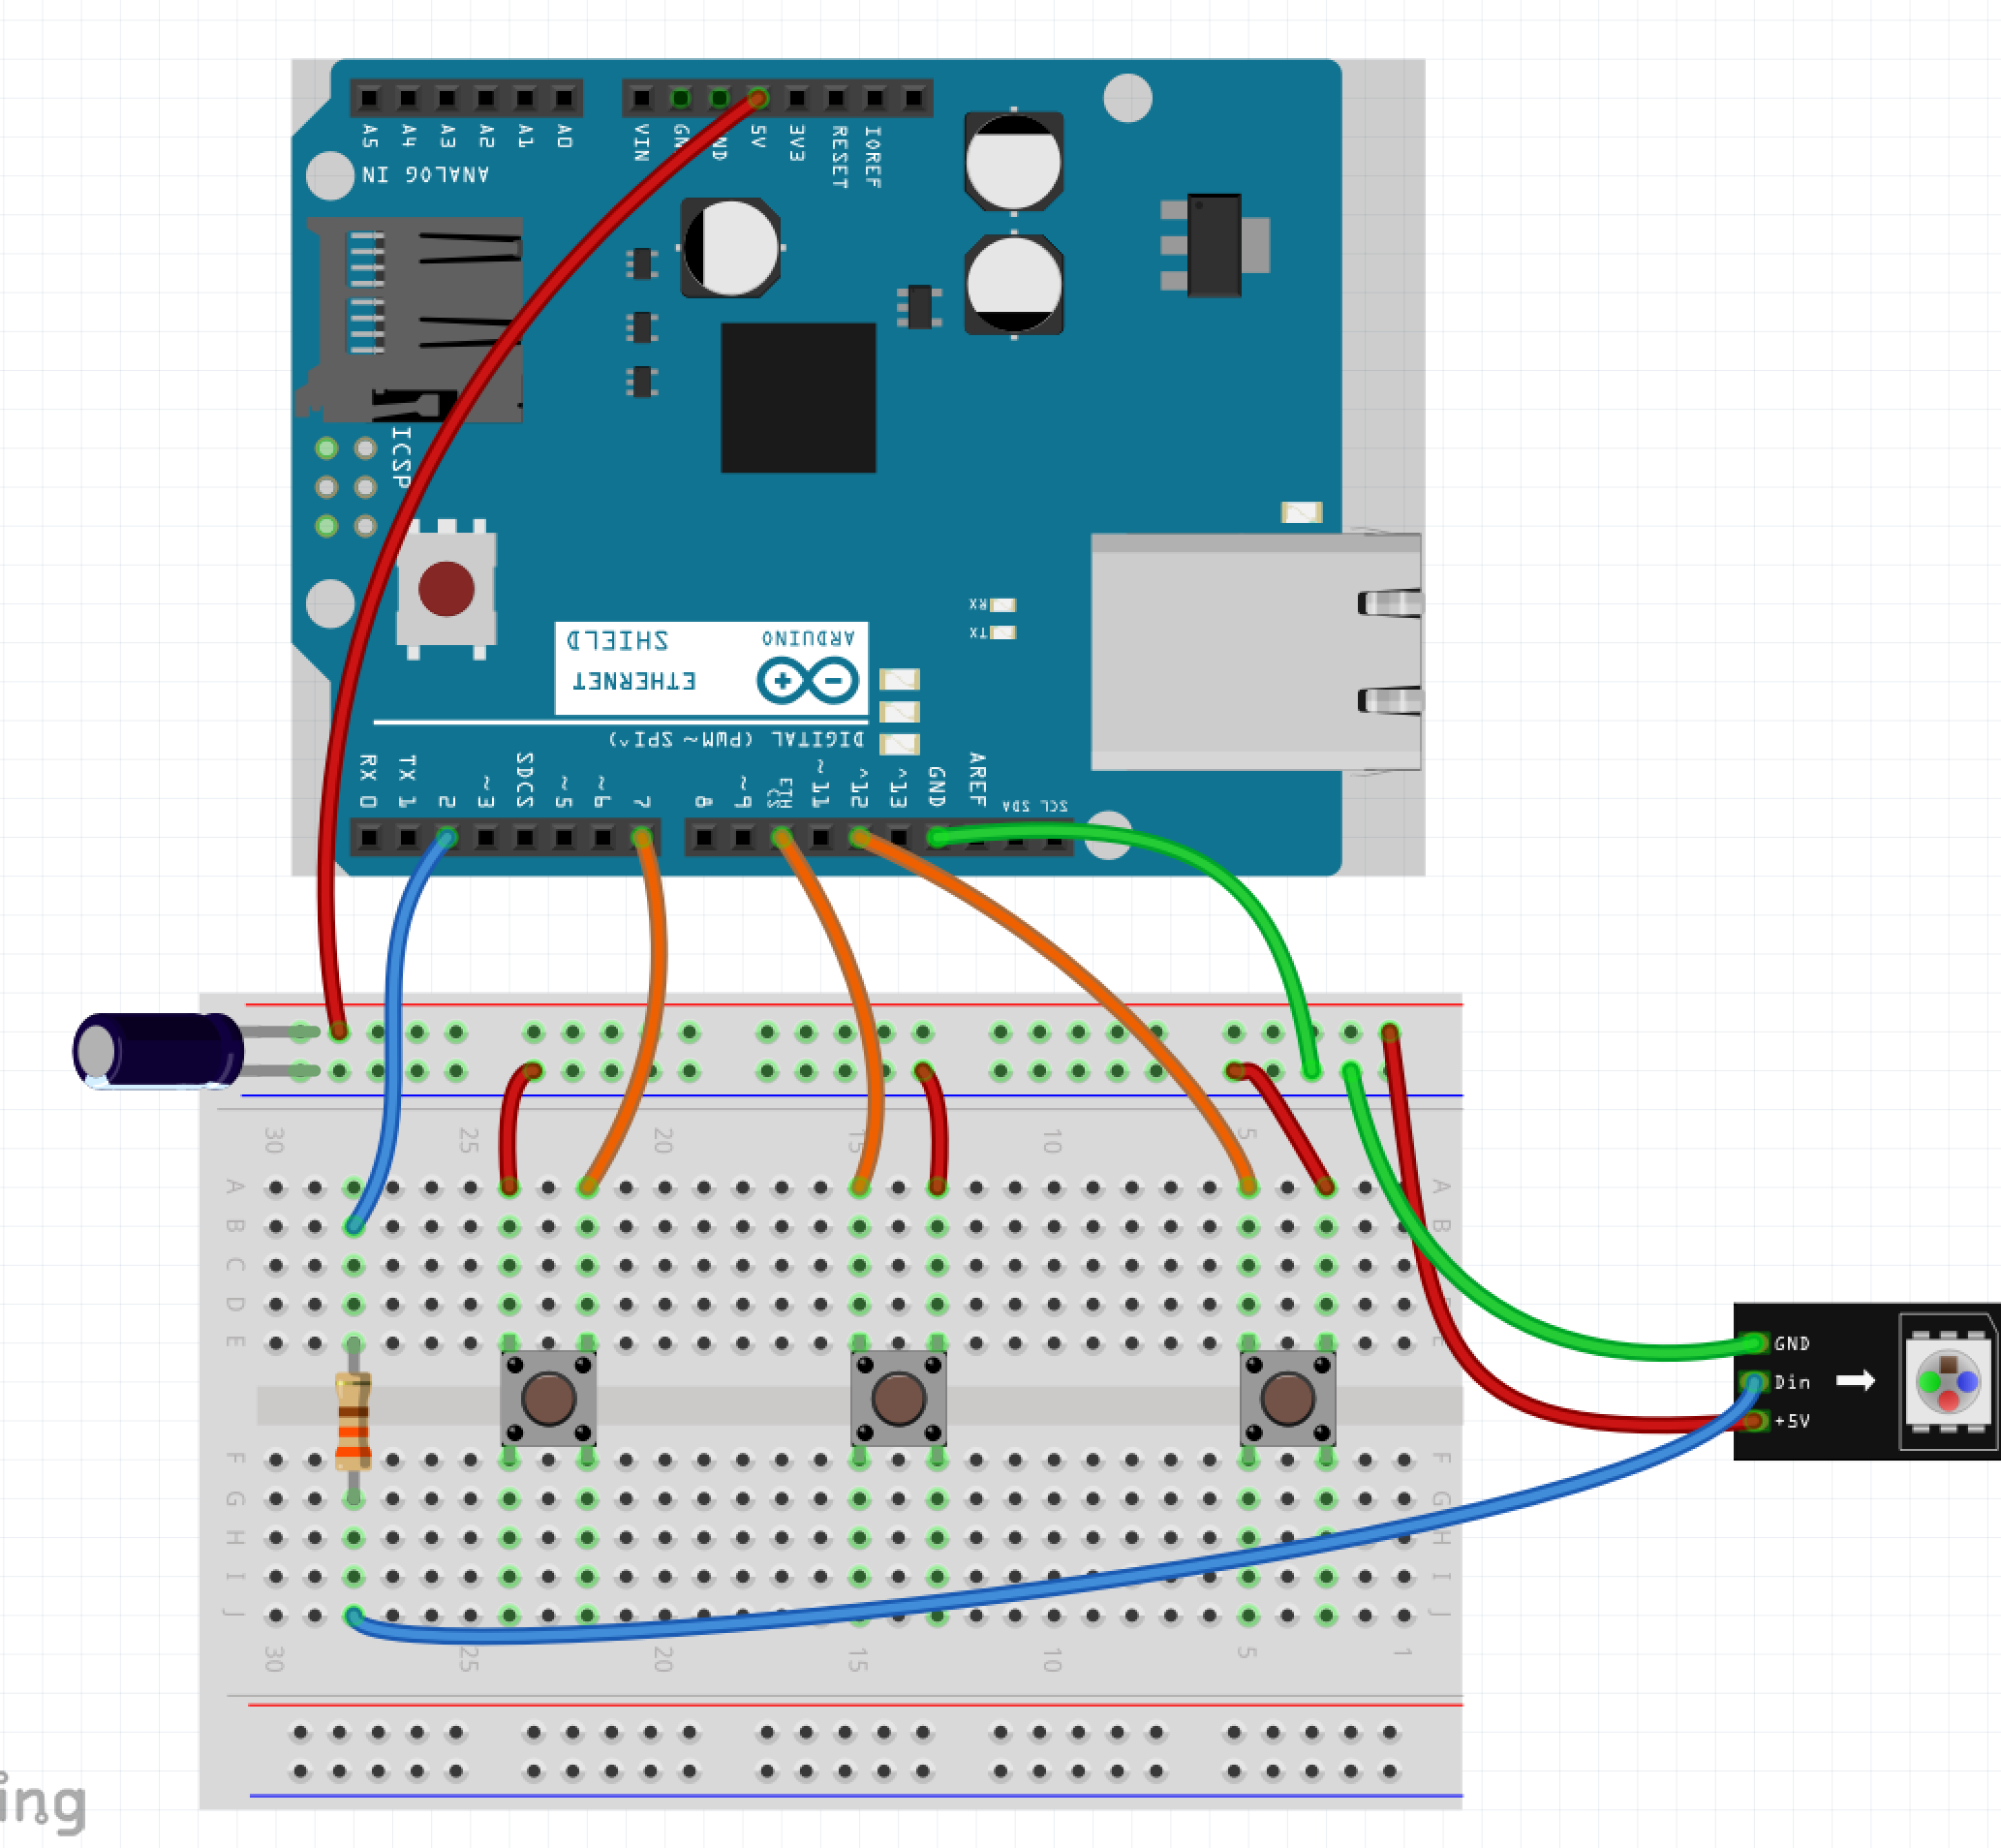 A5 A4 A3 A2 A1 A0 VIN GN ND 5V 3V3 RESET IOREF
ANALOG IN
ICSP
RX
TX
ARDUINO
SHIELD
ETHERNET
DIGITAL (PWM~ SPI^)
RX 0 TX 1 2 ~3 SDCS ~5 ~6 7 8 ~9 ETH CS ~11 ^12 ^13 GND AREF SDA SCL
30 25 20 15 10 5
A A
B B
C C
D
E E
GND
Din
+5V
F F
G G
H H
I I
J J
30 25 20 15 10 5 1
ing